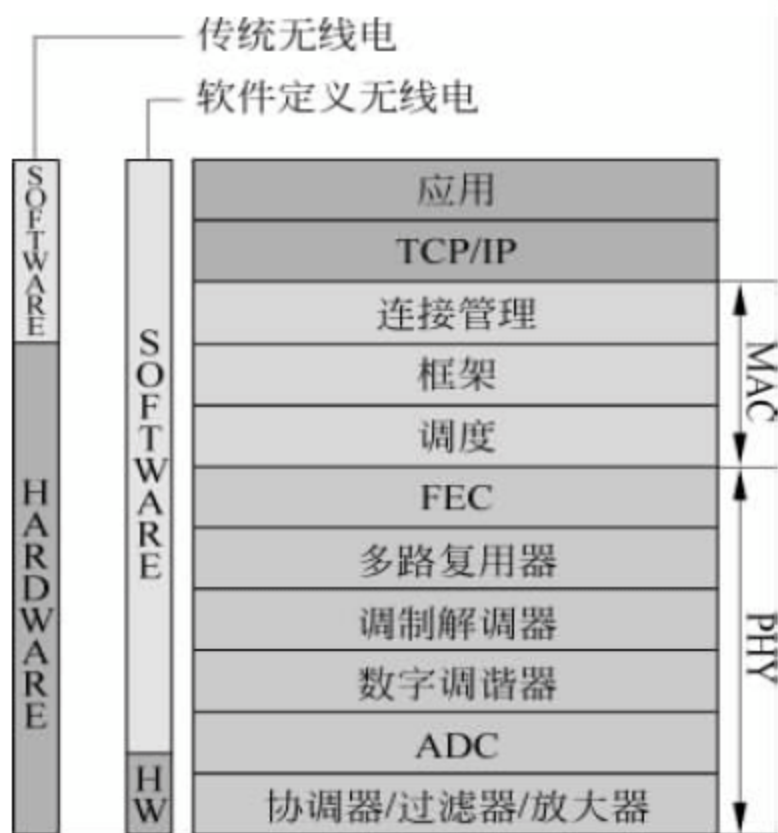 传统无线电
软件定义无线电
SOFTWARE
HARDWARE
SOFTWARE
HW
应用
TCP/IP
连接管理
框架
调度
FEC
多路复用器
调制解调器
数字调谐器
ADC
协调器/过滤器/放大器
MAC
PHY